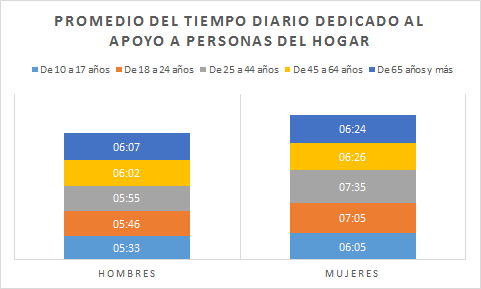 PROMEDIO DEL TIEMPO DIARIO DEDICADO AL
APOYO A PERSONAS DEL HOGAR
De 10 a 17 años De 18 a 24 años De 25 a 44 años De 45 a 64 años De 65 años y más
06:07
06:02
05:55
05:46
05:33
06:24
06:26
07:35
07:05
06:05
HOMBRES MUJERES